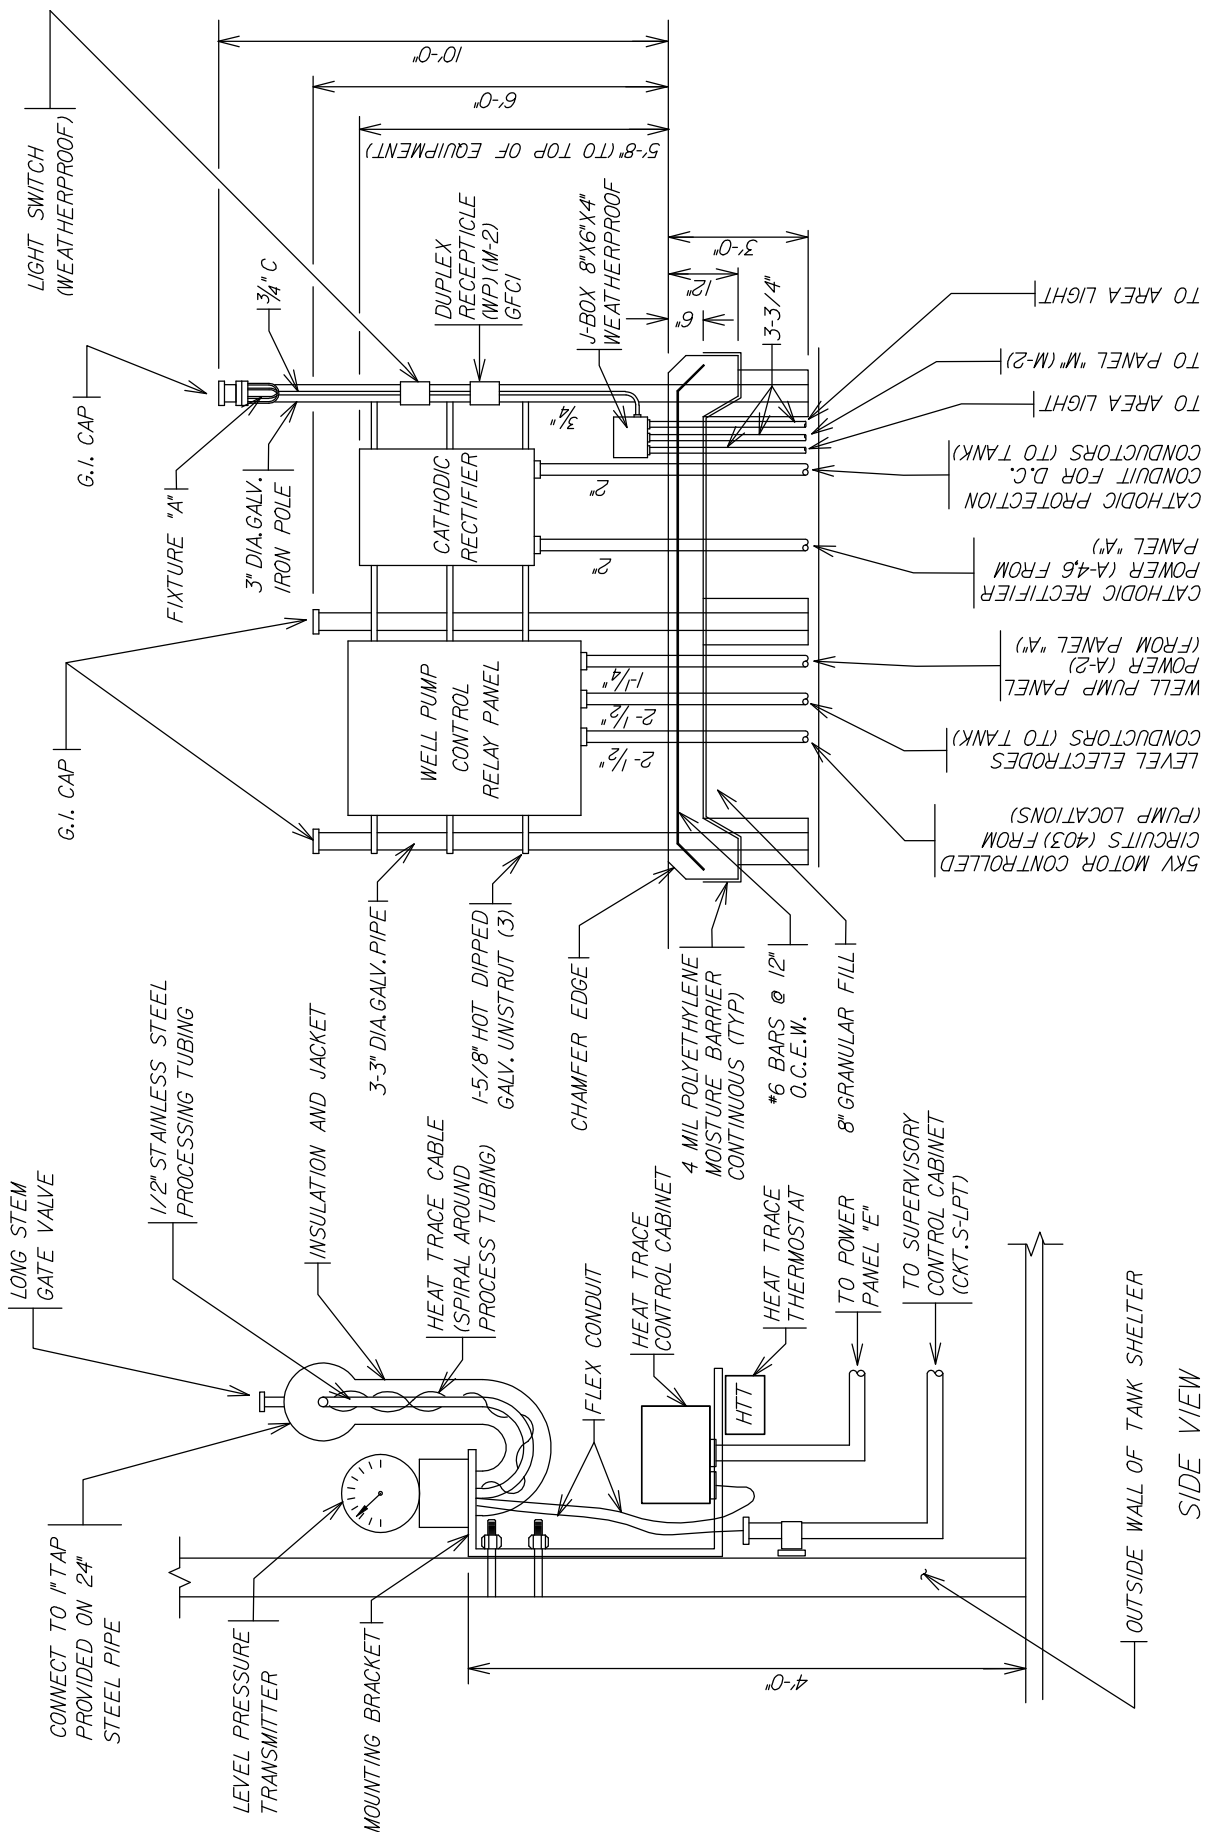 LIGHT SWITCH
(WEATHERPROOF)
G.I. CAP
FIXTURE "A"
3" DIA. GALV.
IRON POLE
3/4" C
10'-0"
6'-0"
5'-8" (TO TOP OF EQUIPMENT)
DUPLEX
RECEPTICLE
(WP) (M-2)
GFCI
J-BOX 8"X6"X4"
WEATHERPROOF
3/4"
3'-0"
12"
6"
3-3/4"
G.I. CAP
CATHODIC
RECTIFIER
2"
2"
WELL PUMP
CONTROL
RELAY PANEL
1-1/4"
2-1/2"
2-1/2"
TO AREA LIGHT
TO PANEL "M" (M-2)
TO AREA LIGHT
CATHODIC PROTECTION
CONDUIT FOR D.C.
CONDUCTORS (TO TANK)
CATHODIC RECTIFIER
POWER (A-4,6 FROM
PANEL "A")
WELL PUMP PANEL
POWER (A-2)
(FROM PANEL "A")
LEVEL ELECTRODES
CONDUCTORS (TO TANK)
5KV MOTOR CONTROLLED
CIRCUITS (403) FROM
(PUMP LOCATIONS)
3-3" DIA. GALV. PIPE
1-5/8" HOT DIPPED
GALV. UNISTRUT (3)
CHAMFER EDGE
4 MIL POLYETHYLENE
MOISTURE BARRIER
CONTINUOUS (TYP)
#6 BARS @ 12"
O.C.E.W.
8" GRANULAR FILL
LONG STEM
GATE VALVE
1/2" STAINLESS STEEL
PROCESSING TUBING
INSULATION AND JACKET
HEAT TRACE CABLE
(SPIRAL AROUND
PROCESS TUBING)
FLEX CONDUIT
HEAT TRACE
CONTROL CABINET
HEAT TRACE
THERMOSTAT
HTT
TO POWER
PANEL "E"
TO SUPERVISORY
CONTROL CABINET
(CKT. S-LPT)
CONNECT TO 1" TAP
PROVIDED ON 24"
STEEL PIPE
LEVEL PRESSURE
TRANSMITTER
MOUNTING BRACKET
4'-0"
OUTSIDE WALL OF TANK SHELTER
SIDE VIEW